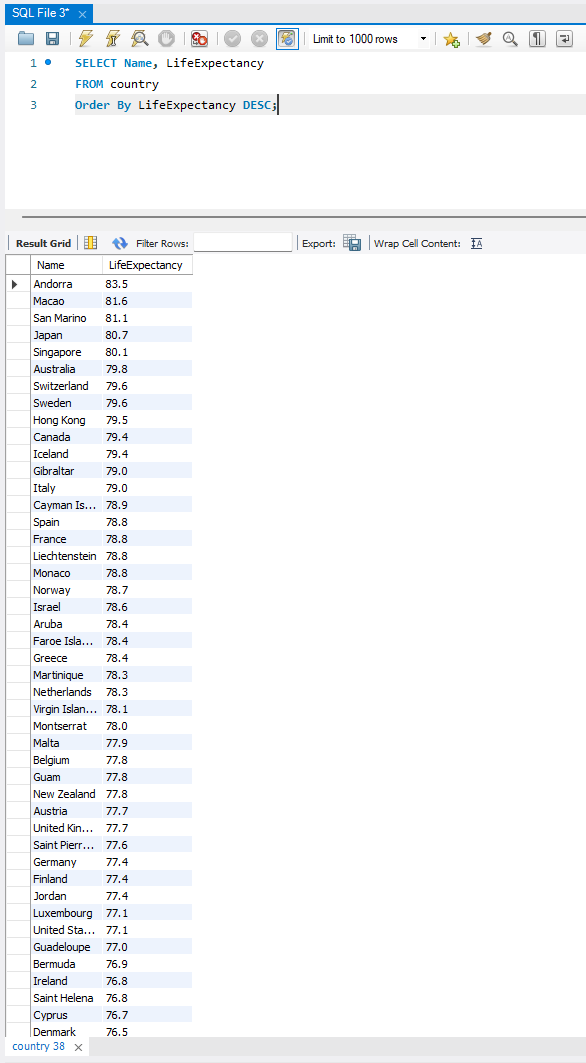 SQL File 3*
Limit to 1000 rows
1 SELECT Name, LifeExpectancy
2 FROM country
3 Order By LifeExpectancy DESC;
Result Grid Filter Rows: Export: Wrap Cell Content:
Name LifeExpectancy
Andorra 83.5
Macao 81.6
San Marino 81.1
Japan 80.7
Singapore 80.1
Australia 79.8
Switzerland 79.6
Sweden 79.6
Hong Kong 79.5
Canada 79.4
Iceland 79.4
Gibraltar 79.0
Italy 79.0
Cayman Is... 78.9
Spain 78.8
France 78.8
Liechtenstein 78.8
Monaco 78.8
Norway 78.7
Israel 78.6
Aruba 78.4
Faroe Isla... 78.4
Greece 78.4
Martinique 78.3
Netherlands 78.3
Virgin Islan... 78.1
Montserrat 78.0
Malta 77.9
Belgium 77.8
Guam 77.8
New Zealand 77.8
Austria 77.7
United Kin... 77.7
Saint Pierr... 77.6
Germany 77.4
Finland 77.4
Jordan 77.4
Luxembourg 77.1
United Sta... 77.1
Guadeloupe 77.0
Bermuda 76.9
Ireland 76.8
Saint Helena 76.8
Cyprus 76.7
Denmark 76.5
country 38